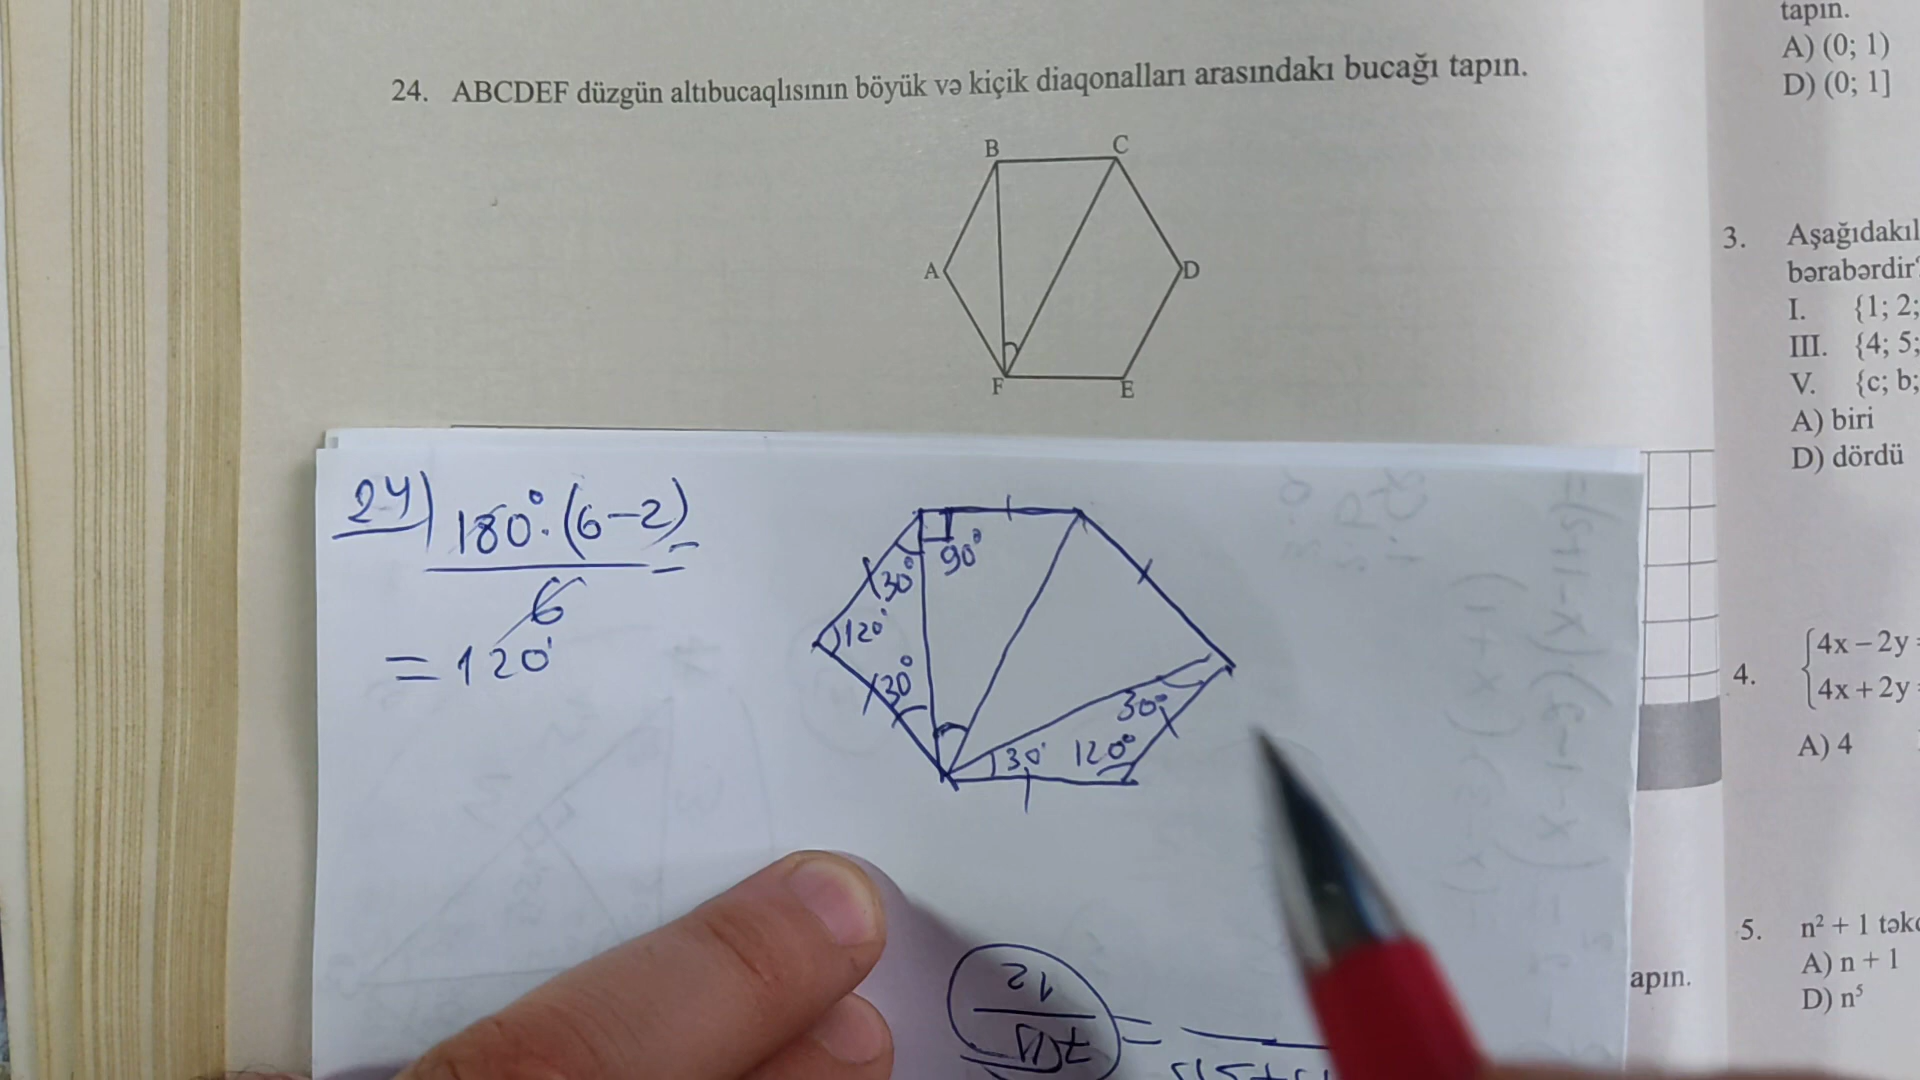 24. ABCDEF düzgün altıbucaqlısının böyük və kiçik diaqonalları arasındakı bucağı tapın.
B C
A D
F E
24) 180°·(6-2) =
6
= 120°
90°
30°
120°
30°
30°
30° 120°
12
tapın.
A) (0; 1)
D) (0; 1]
3. Aşağıdakıl
bərabərdir?
I. {1; 2;
III. {4; 5;
V. {c; b;
A) biri
D) dördü
4. 4x – 2y =
4x + 2y =
A) 4
5. n² + 1 təkc
A) n + 1
D) n⁵
apın.